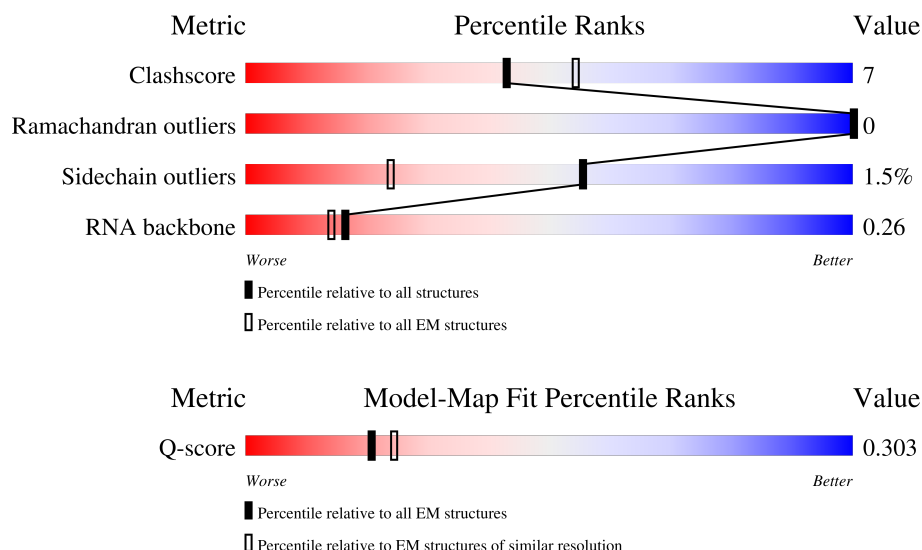 Metric Percentile Ranks Value
Clashscore 7
Ramachandran outliers 0
Sidechain outliers 1.5%
RNA backbone 0.26
Worse Better
Percentile relative to all structures
Percentile relative to all EM structures
Metric Model-Map Fit Percentile Ranks Value
Q-score 0.303
Worse Better
Percentile relative to all EM structures
Percentile relative to EM structures of similar resolution